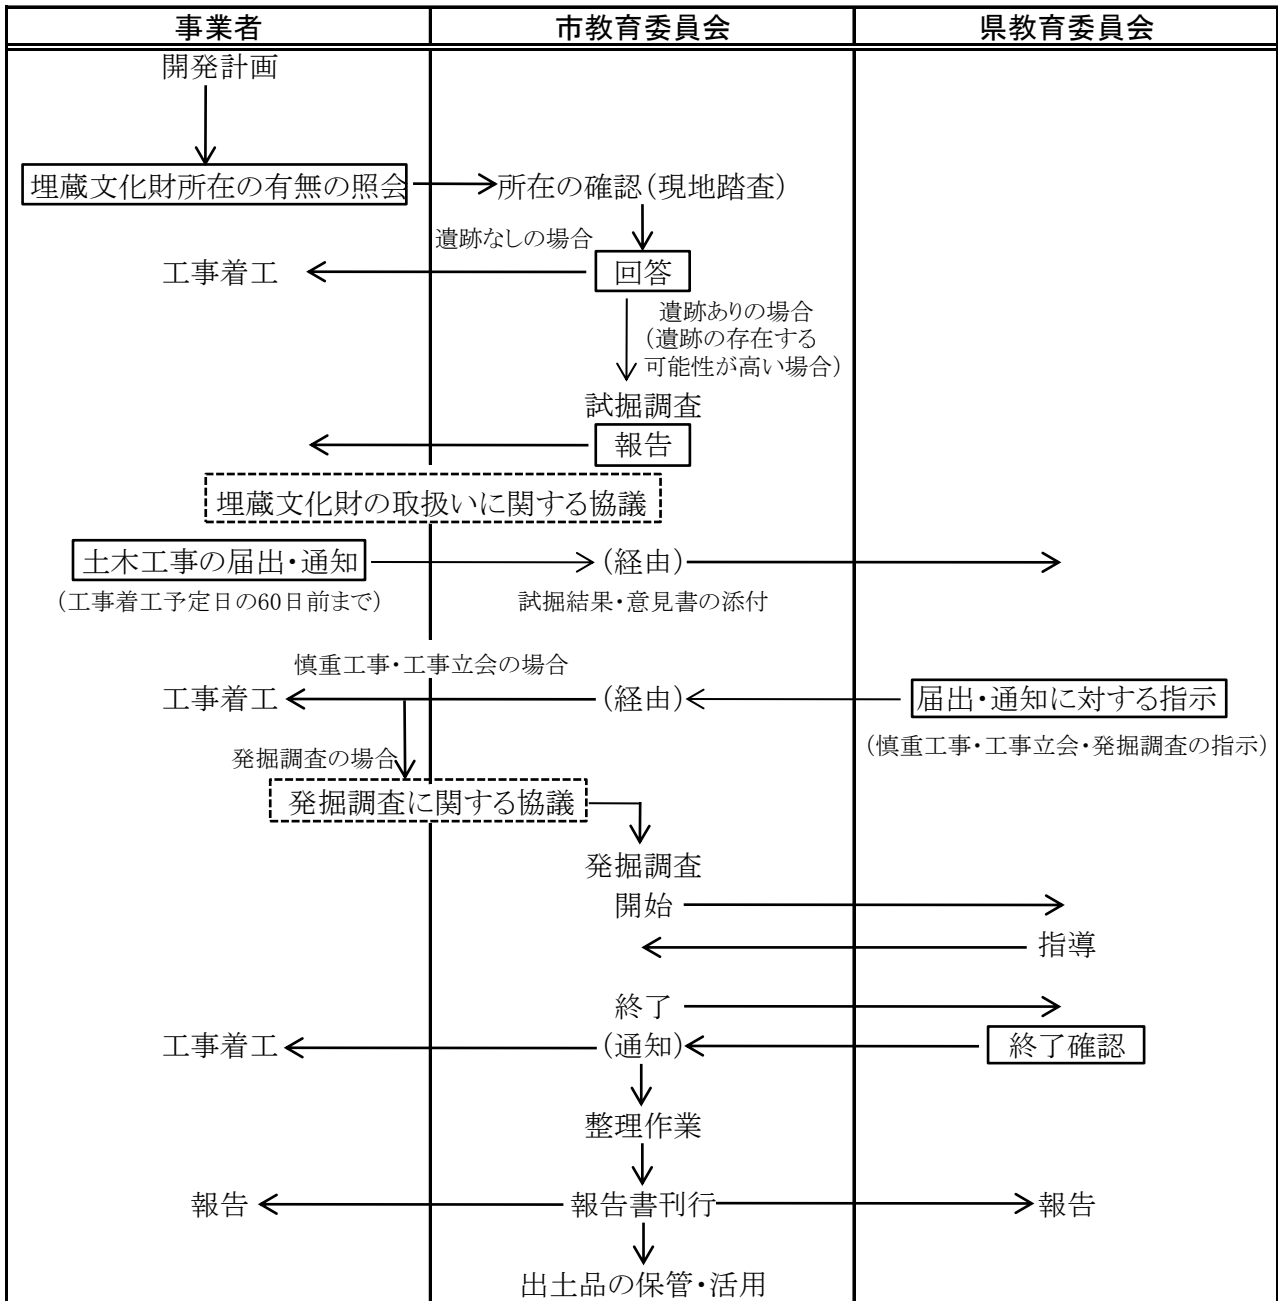 事業者
市教育委員会
県教育委員会
開発計画
埋蔵文化財所在の有無の照会
所在の確認(現地踏査)
遺跡なしの場合
工事着工
回答
遺跡ありの場合
(遺跡の存在する
可能性が高い場合)
試掘調査
報告
埋蔵文化財の取扱いに関する協議
土木工事の届出・通知
(経由)
(工事着工予定日の60日前まで)
試掘結果・意見書の添付
慎重工事・工事立会の場合
工事着工
(経由)
届出・通知に対する指示
(慎重工事・工事立会・発掘調査の指示)
発掘調査の場合
発掘調査に関する協議
発掘調査
開始
指導
終了
工事着工
(通知)
終了確認
整理作業
報告
報告書刊行
報告
出土品の保管・活用